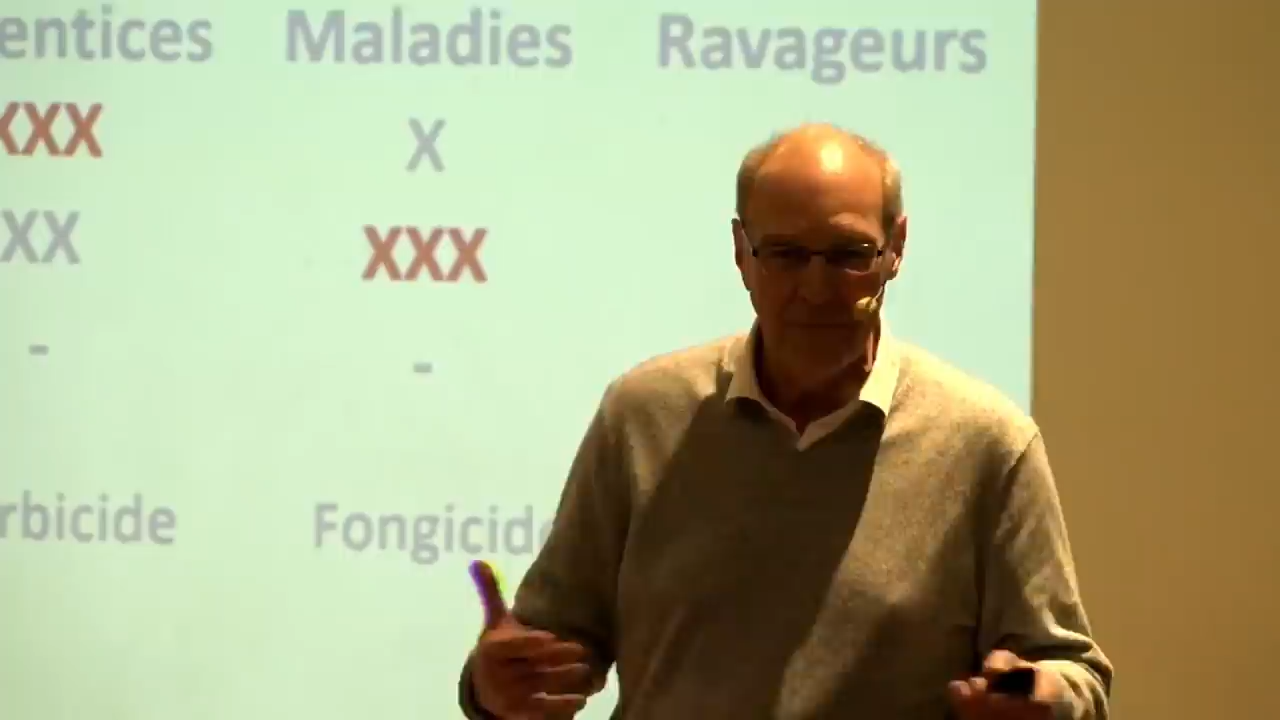 entices Maladies Ravageurs
XXX X
XX XXX
- -
rbicide Fongicide